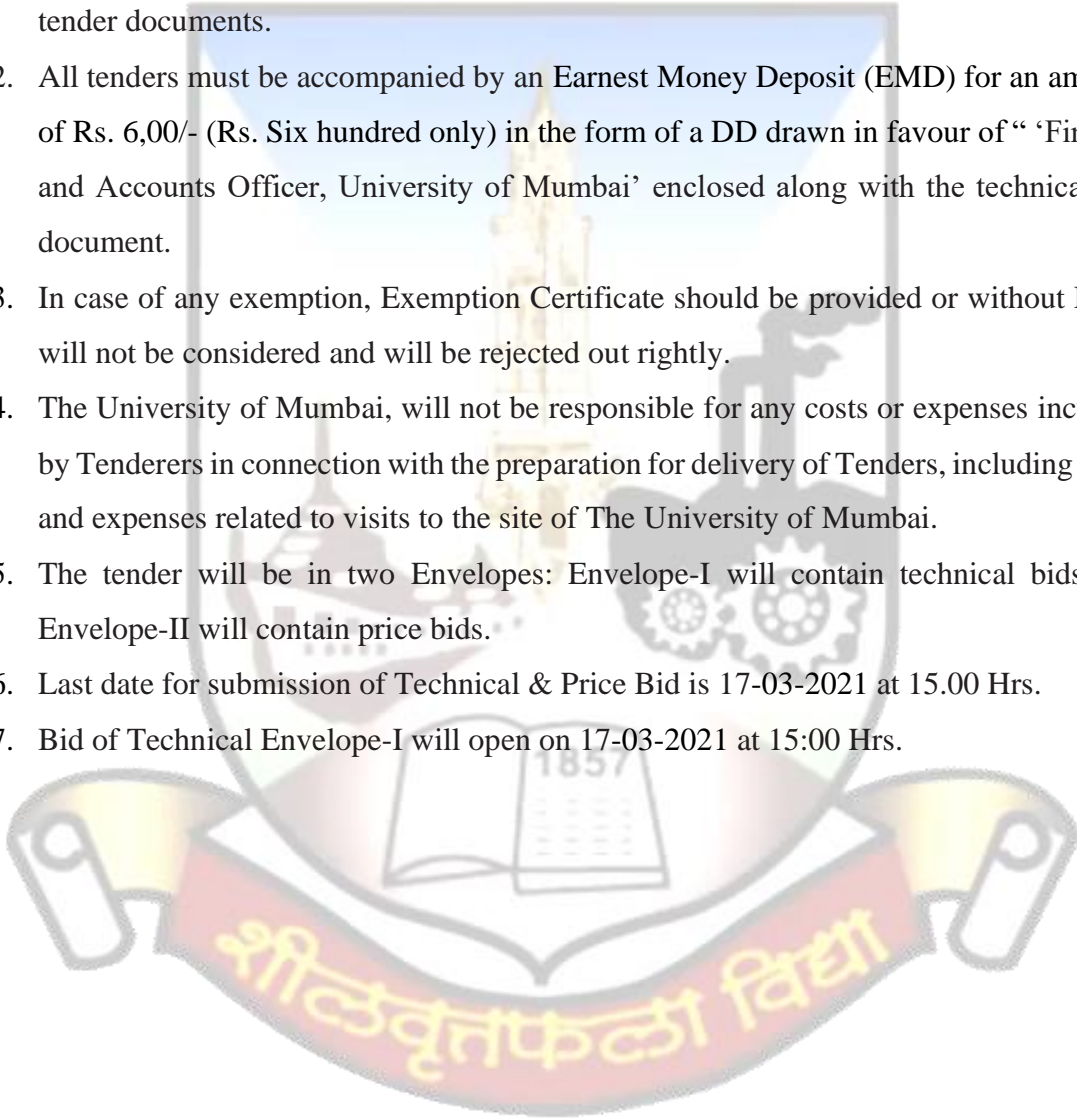 tender documents.
2. All tenders must be accompanied by an Earnest Money Deposit (EMD) for an am
of Rs. 6,00/- (Rs. Six hundred only) in the form of a DD drawn in favour of “ ‘Fin
and Accounts Officer, University of Mumbai’ enclosed along with the technica
document.
3. In case of any exemption, Exemption Certificate should be provided or without
will not be considered and will be rejected out rightly.
4. The University of Mumbai, will not be responsible for any costs or expenses inc
by Tenderers in connection with the preparation for delivery of Tenders, including
and expenses related to visits to the site of The University of Mumbai.
5. The tender will be in two Envelopes: Envelope-I will contain technical bids
Envelope-II will contain price bids.
6. Last date for submission of Technical & Price Bid is 17-03-2021 at 15.00 Hrs.
7. Bid of Technical Envelope-I will open on 17-03-2021 at 15:00 Hrs.
1857
शीलवृतफला विद्या